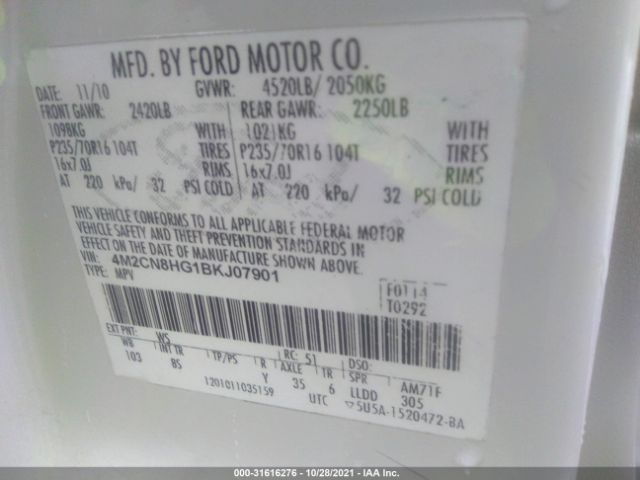 MFD. BY FORD MOTOR CO.
DATE: 11/10 GVWR: 4520LB/ 2050KG
FRONT GAWR: 2420LB REAR GAWR: 2250LB
1098KG WITH 1021KG WITH
P235/70R16 104T TIRES P235/70R16 104T TIRES
16x7.0J RIMS 16x7.0J RIMS
AT 220 kPa/ 32 PSI COLD AT 220 kPa/ 32 PSI COLD
THIS VEHICLE CONFORMS TO ALL APPLICABLE FEDERAL MOTOR
VEHICLE SAFETY AND THEFT PREVENTION STANDARDS IN
EFFECT ON THE DATE OF MANUFACTURE SHOWN ABOVE.
VIN: 4M2CN8HG1BKJ07901
TYPE: MPV
F0114
T0292
EXT PNT: WS RC: 51 DSO:
WB INT TR TP/PS R AXLE TR SPR AM71F
103 BS Y 35 6 LLDD 305
1201011035159 UTC ▽5U5A-1520472-BA
000-31616276 - 10/28/2021 - IAA Inc.